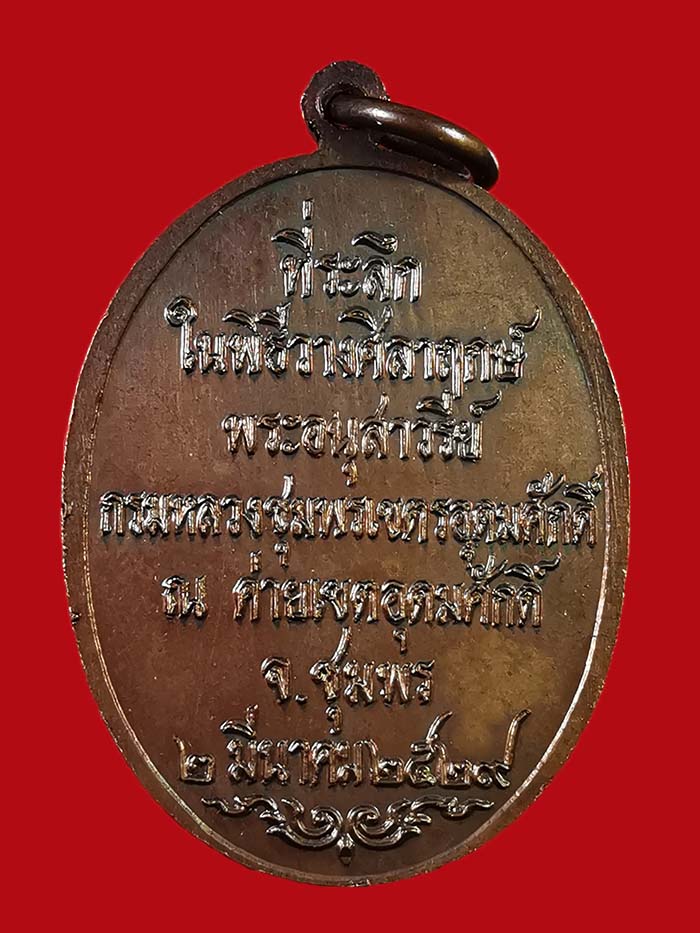 ที่ระลึก
ในพิธีวางศิลาฤกษ์
พระอนุสาวรีย์
กรมหลวงชุมพรเขตรอุดมศักดิ์
ณ ค่ายเขตอุดมศักดิ์
จ.ชุมพร
๒ มีนาคม ๒๕๒๙